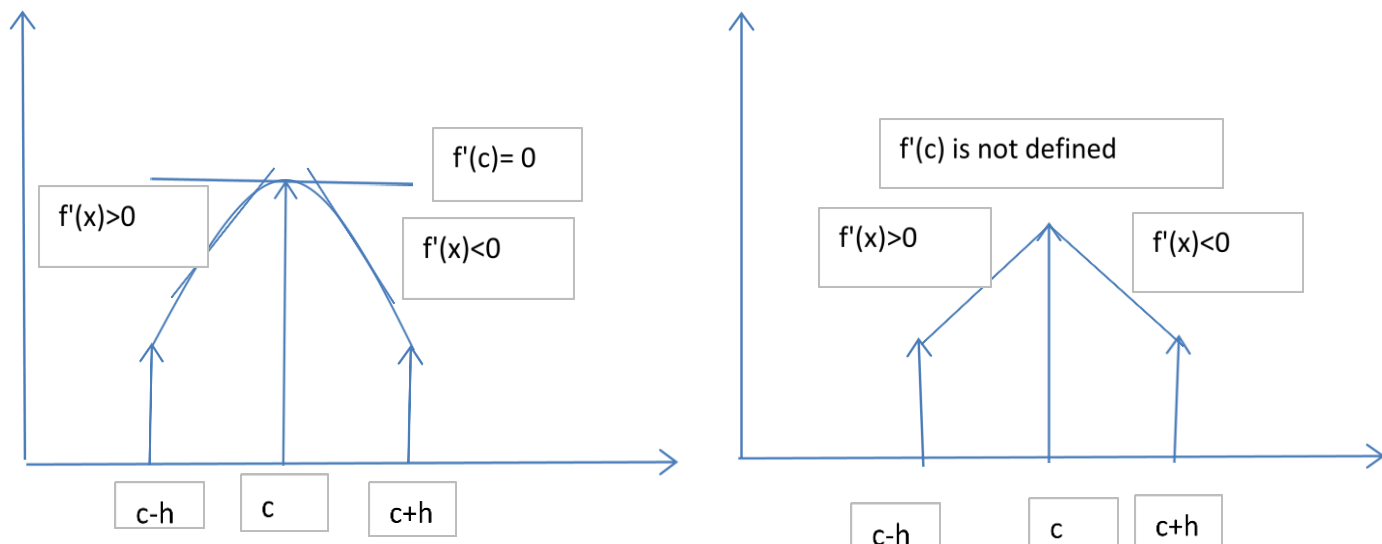 f'(c)= 0
f'(x)>0
f'(x)<0
c-h
c
c+h
f'(c) is not defined
f'(x)>0
f'(x)<0
c-h
c
c+h